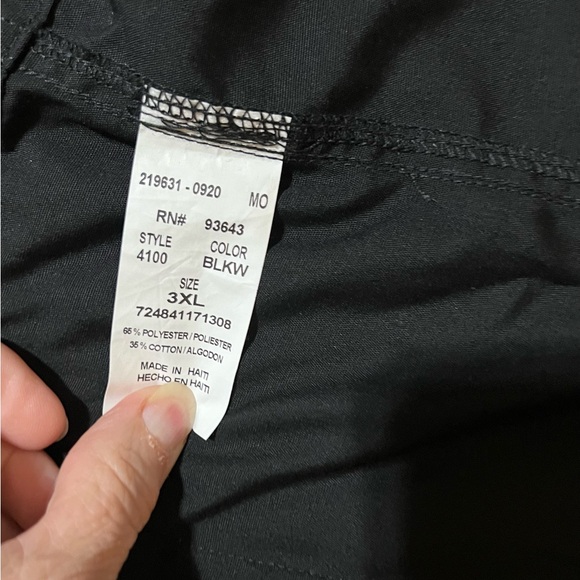 219631 - 0920 MO
RN# 93643
STYLE COLOR
4100 BLKW
SIZE
3XL
724841171308
65 % POLYESTER / POLIESTER
35 % COTTON / ALGODON
MADE IN HAITI
HECHO EN HAITI